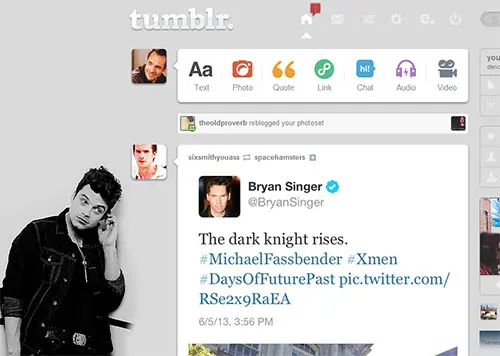 tumblr.
Aa
hi!
Text Photo Quote Link Chat Audio Video
theoldproverb reblogged your photoset
sixsmithyouass spacehamsters
Bryan Singer
@BryanSinger
The dark knight rises.
#MichaelFassbender #Xmen
#DaysOfFuturePast pic.twitter.com/
RSe2x9RaEA
6/5/13, 3:56 PM
you
danc